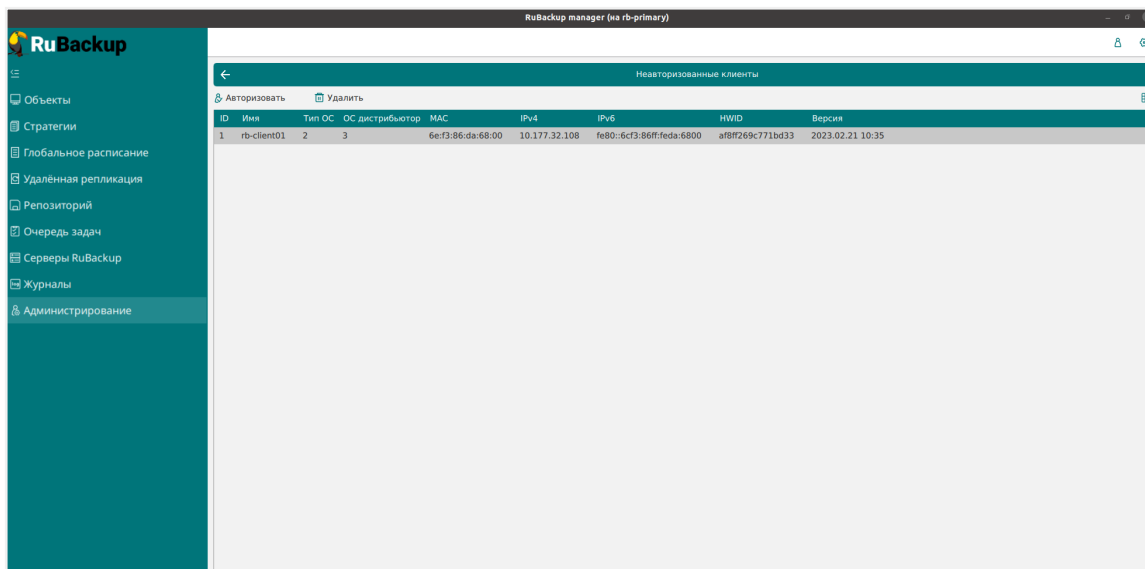 RuBackup manager (на rb-primary)
RuBackup
Неавторизованные клиенты
Объекты
Стратегии
Глобальное расписание
Удалённая репликация
Репозиторий
Очередь задач
Серверы RuBackup
Журналы
Администрирование
Авторизовать Удалить
ID Имя Тип ОС ОС дистрибьютор MAC IPv4 IPv6 HWID Версия
1 rb-client01 2 3 6e:f3:86:da:68:00 10.177.32.108 fe80::6cf3:86ff:feda:6800 af8ff269c771bd33 2023.02.21 10:35